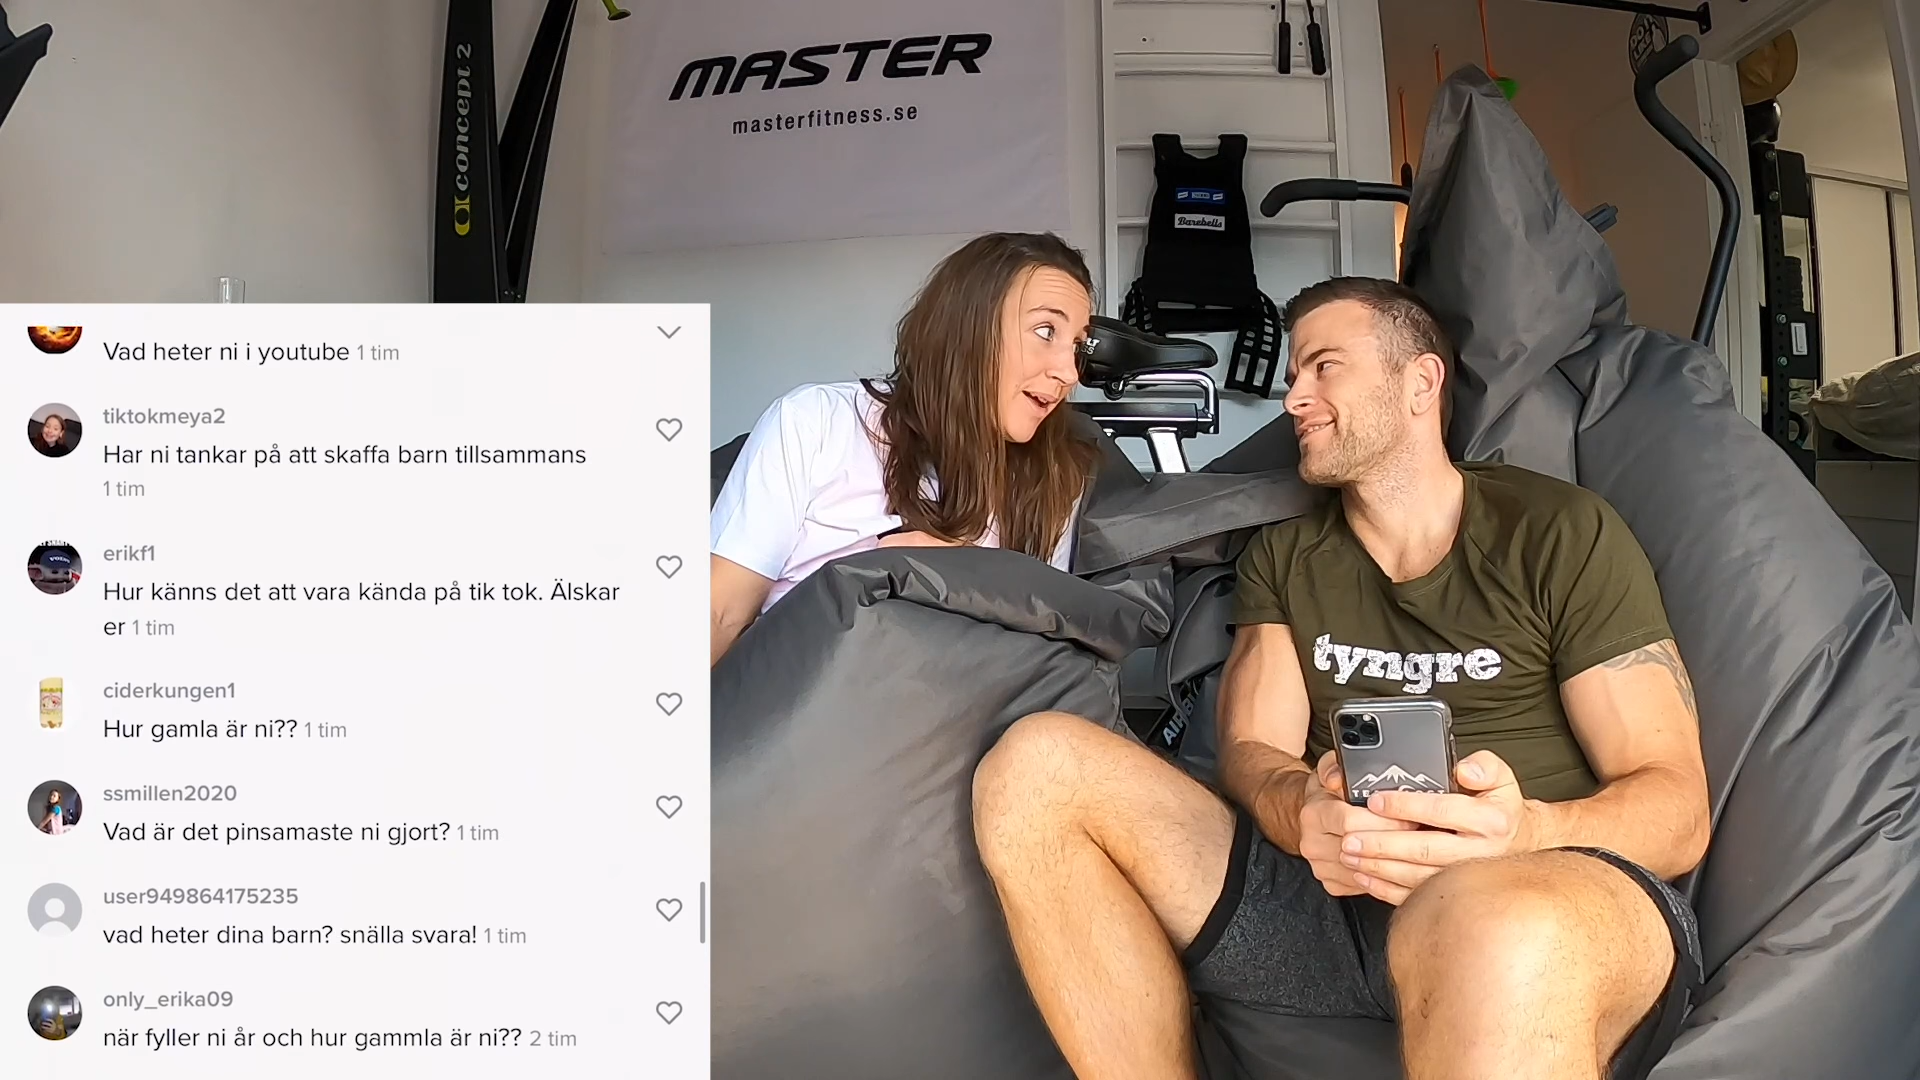 concept 2
MASTER
masterfitness.se
Barebells
Vad heter ni i youtube 1 tim
tiktokmeya2
Har ni tankar på att skaffa barn tillsammans
1 tim
erikf1
Hur känns det att vara kända på tik tok. Älskar
er 1 tim
ciderkungen1
Hur gamla är ni?? 1 tim
ssmillen2020
Vad är det pinsamaste ni gjort? 1 tim
user949864175235
vad heter dina barn? snälla svara! 1 tim
only_erika09
när fyller ni år och hur gammla är ni?? 2 tim
tyngre